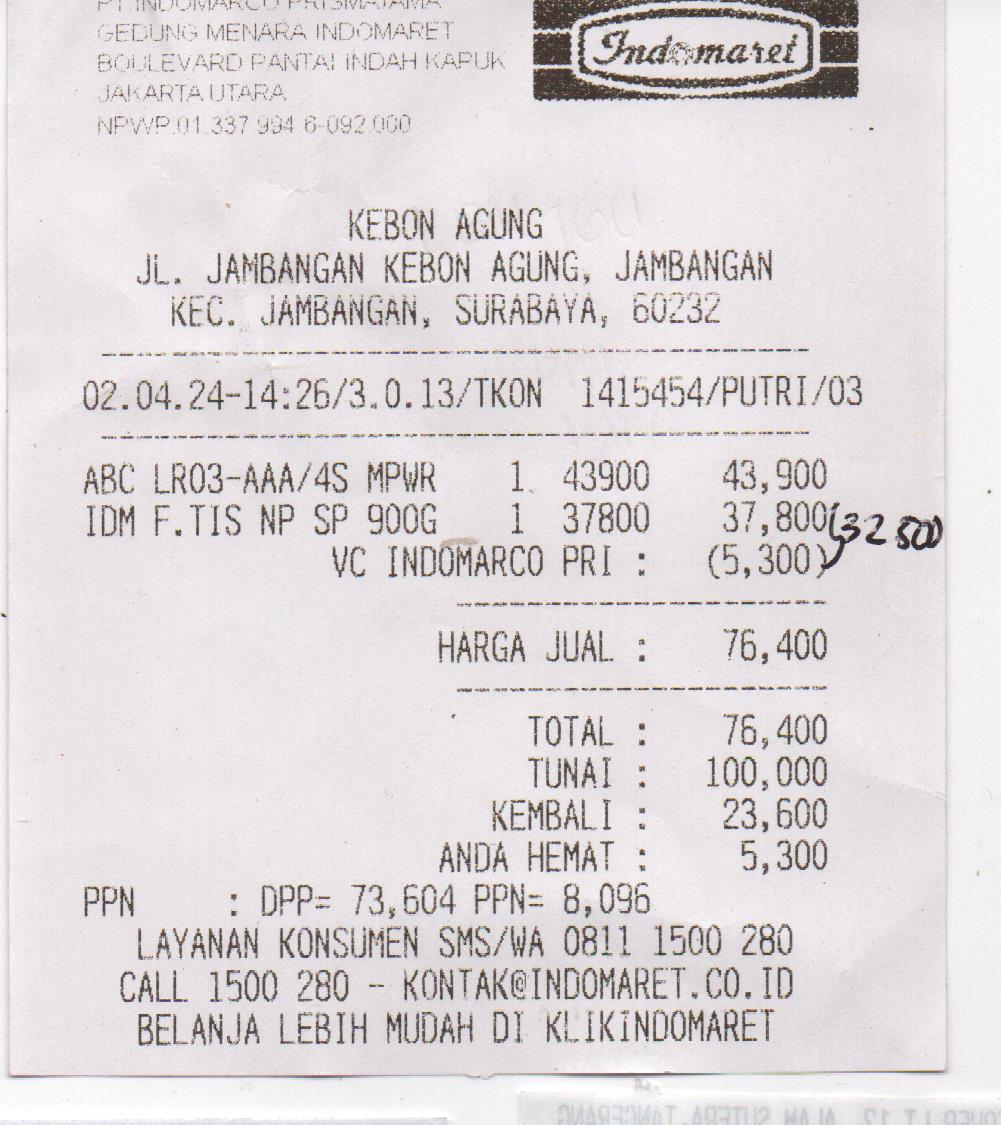 PT.INDOMARCO PRISMATAMA
GEDUNG MENARA INDOMARET
BOULEVARD PANTAI INDAH KAPUK
JAKARTA UTARA
NPWP.01.337.994.6-092.000
Indomaret
KEBON AGUNG
JL. JAMBANGAN KEBON AGUNG, JAMBANGAN
KEC. JAMBANGAN, SURABAYA, 60232
02.04.24-14:26/3.0.13/TKON 1415454/PUTRI/03
ABC LR03-AAA/4S MPWR 1 43900 43,900
IDM F.TIS NP SP 900G 1 37800 37,800
32 500
VC INDOMARCO PRI : (5,300)
HARGA JUAL : 76,400
TOTAL : 76,400
TUNAI : 100,000
KEMBALI : 23,600
ANDA HEMAT : 5,300
PPN : DPP= 73,604 PPN= 8,096
LAYANAN KONSUMEN SMS/WA 0811 1500 280
CALL 1500 280 - KONTAK@INDOMARET.CO.ID
BELANJA LEBIH MUDAH DI KLIKINDOMARET